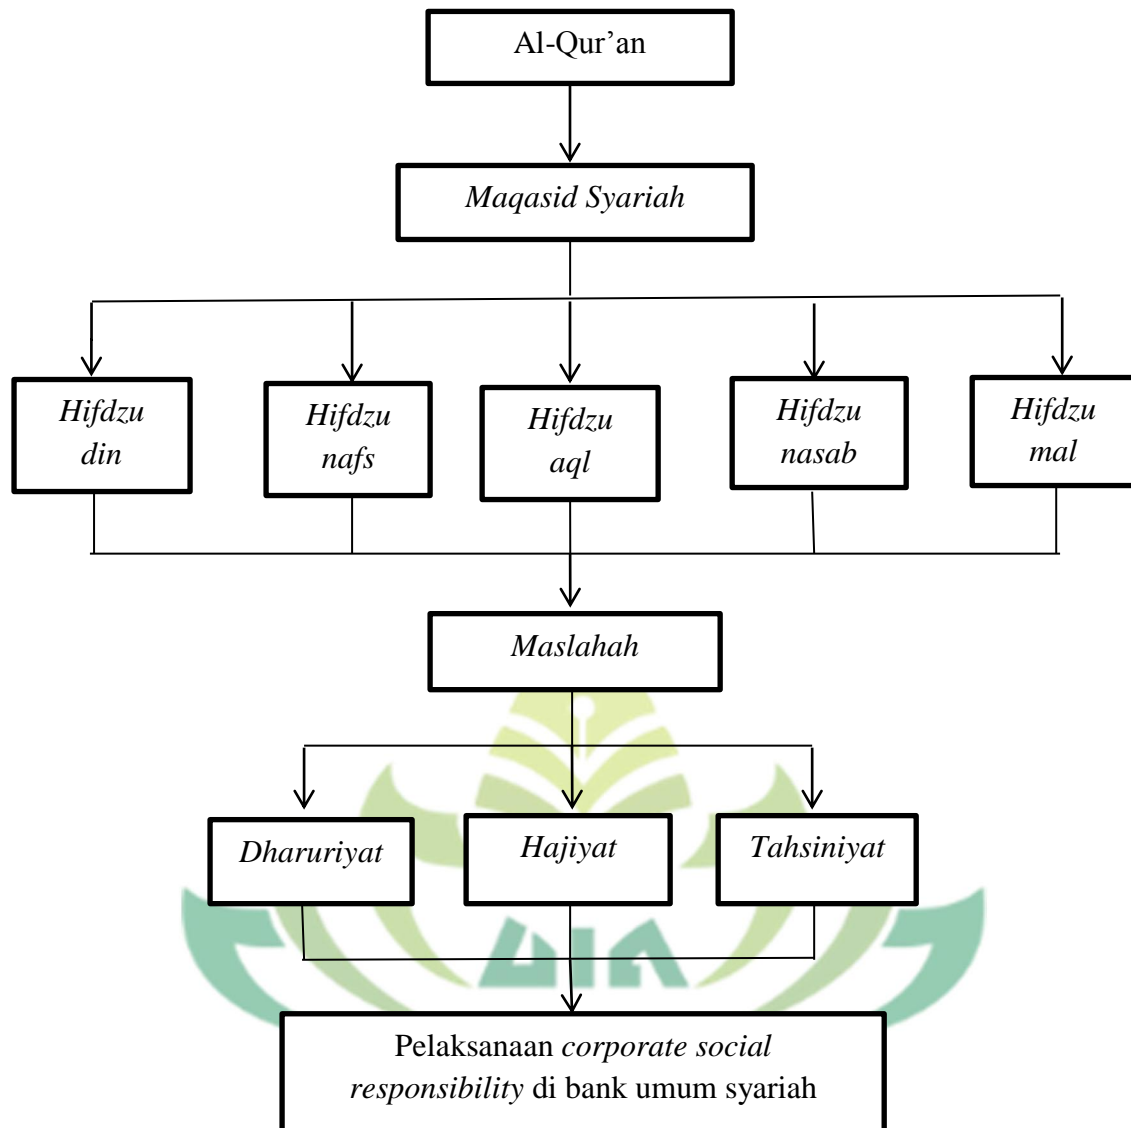 Al-Qur’an
Maqasid Syariah
Hifdzu
din
Hifdzu
nafs
Hifdzu
aql
Hifdzu
nasab
Hifdzu
mal
Maslahah
Dharuriyat
Hajiyat
Tahsiniyat
Pelaksanaan corporate social
responsibility di bank umum syariah